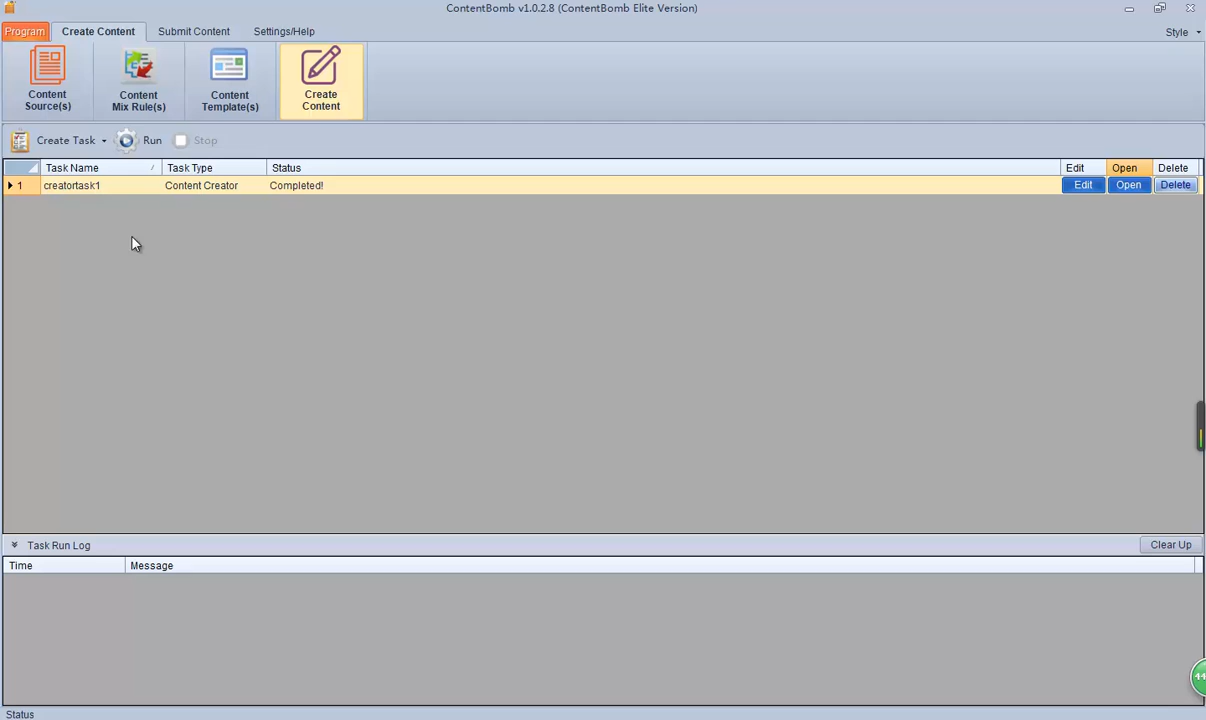 ContentBomb v1.0.2.8 (ContentBomb Elite Version)
Program Create Content Submit Content Settings/Help Style
Content Source(s)
Content Mix Rule(s)
Content Template(s)
Create Content
Create Task Run Stop
Task Name Task Type Status Edit Open Delete
1 creatortask1 Content Creator Completed! Edit Open Delete
Task Run Log Clear Up
Time Message
44
Status